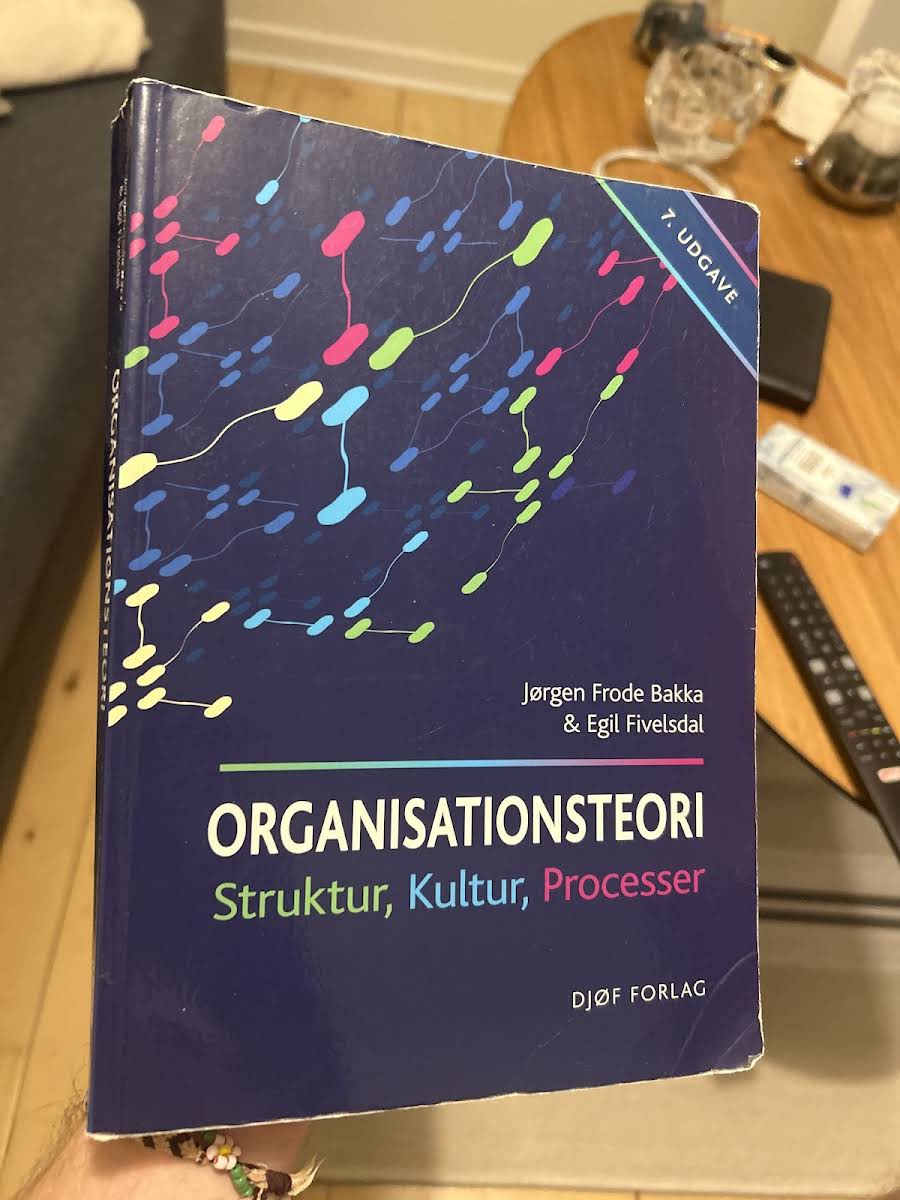 7. UDGAVE
Jørgen Frode Bakka
& Egil Fivelsdal
ORGANISATIONSTEORI
Struktur, Kultur, Processer
DJØF FORLAG
ORGANISATIONSTEORI